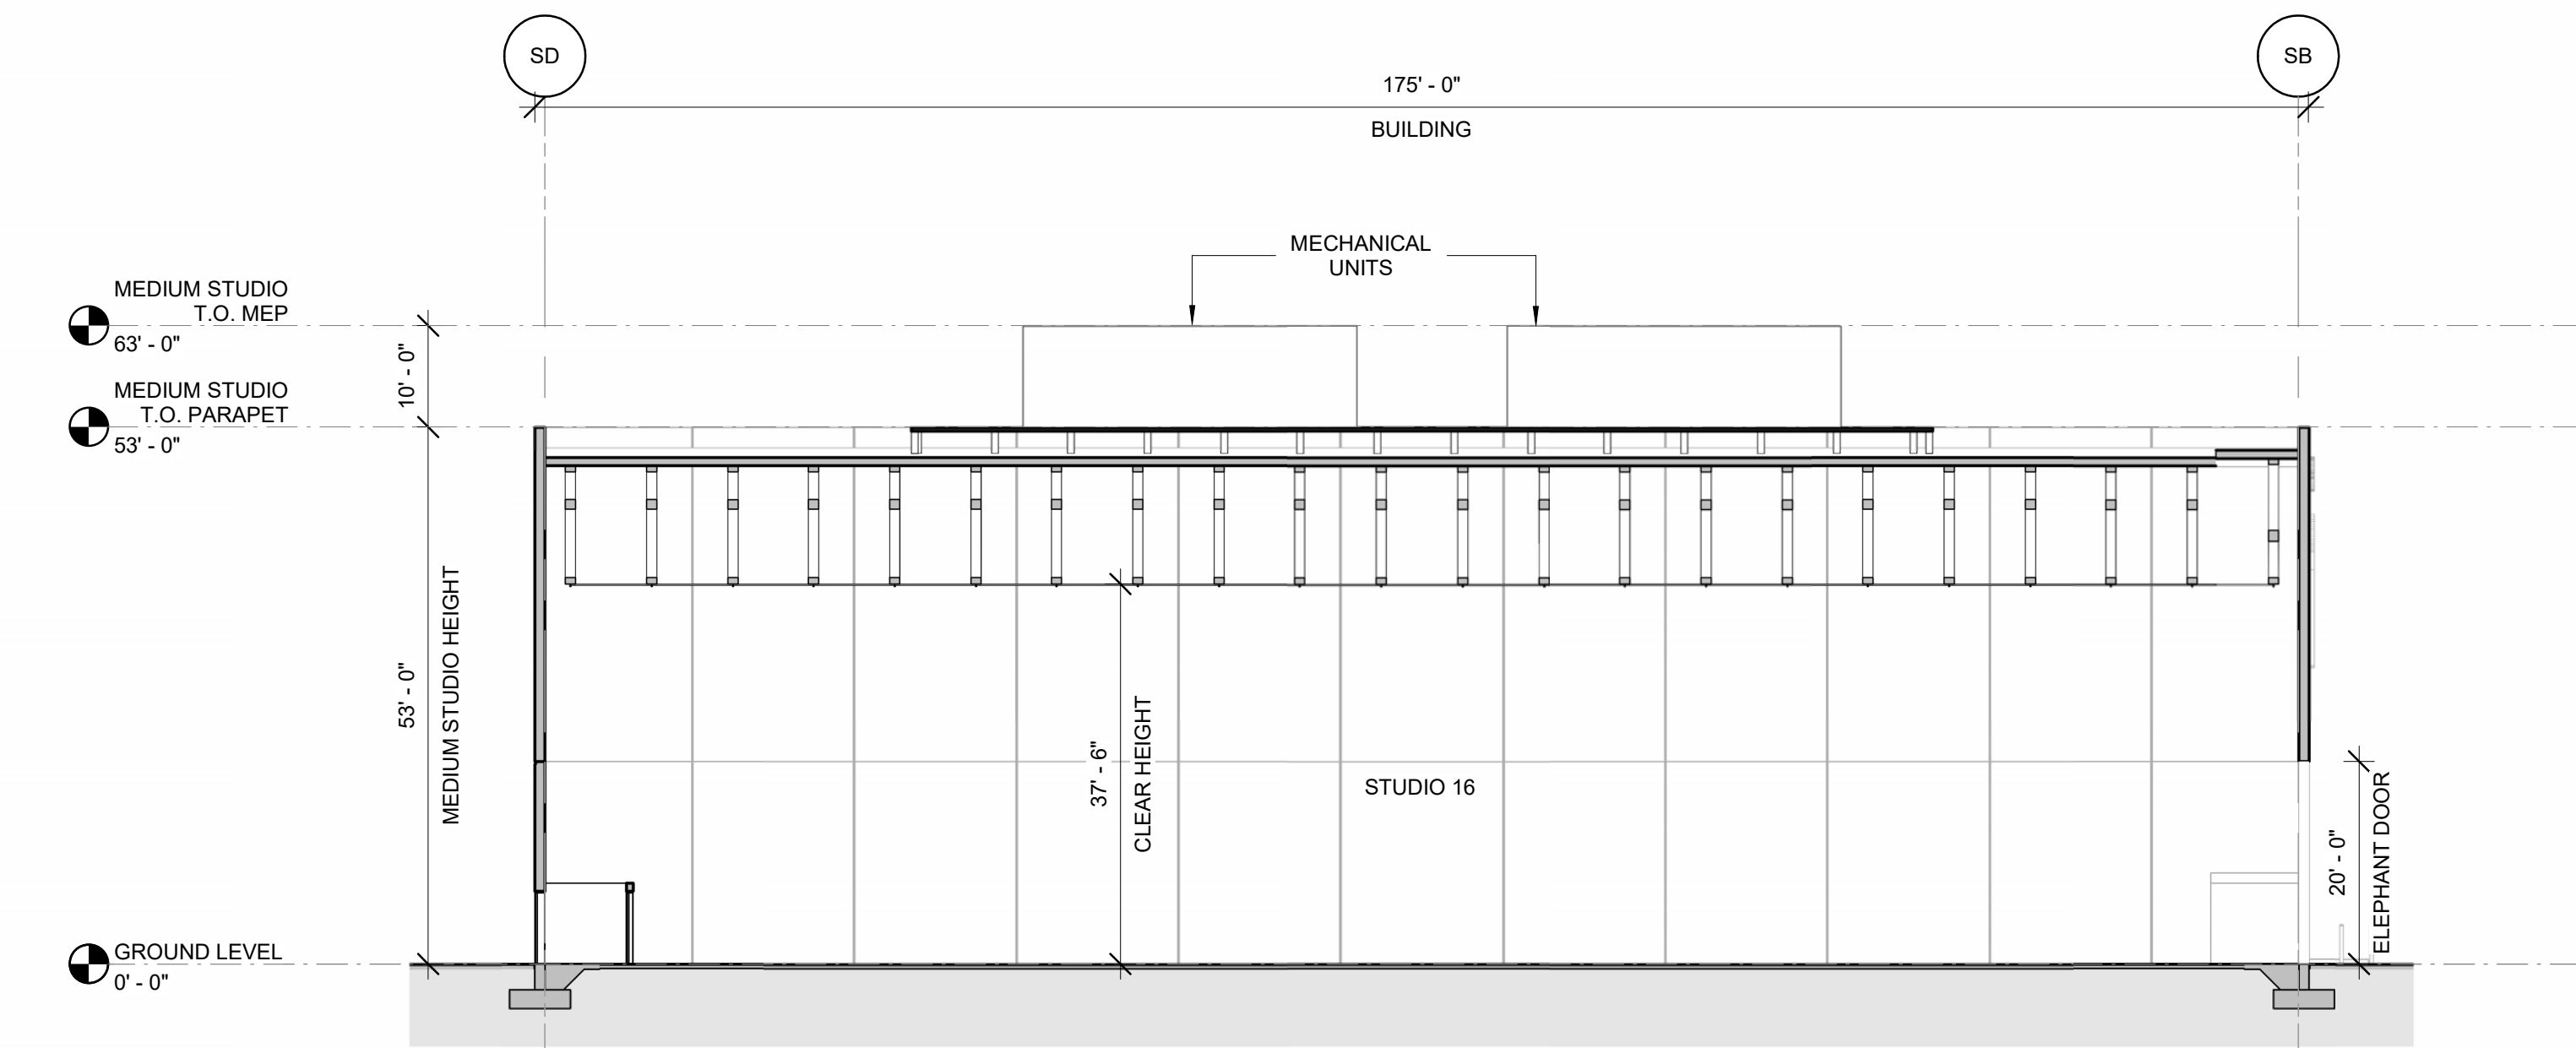 SD
SB
175' - 0"
BUILDING
MECHANICAL
UNITS
MEDIUM STUDIO
T.O. MEP
63' - 0"
10' - 0"
MEDIUM STUDIO
T.O. PARAPET
53' - 0"
53' - 0"
MEDIUM STUDIO HEIGHT
37' - 6"
CLEAR HEIGHT
STUDIO 16
20' - 0"
ELEPHANT DOOR
GROUND LEVEL
0' - 0"